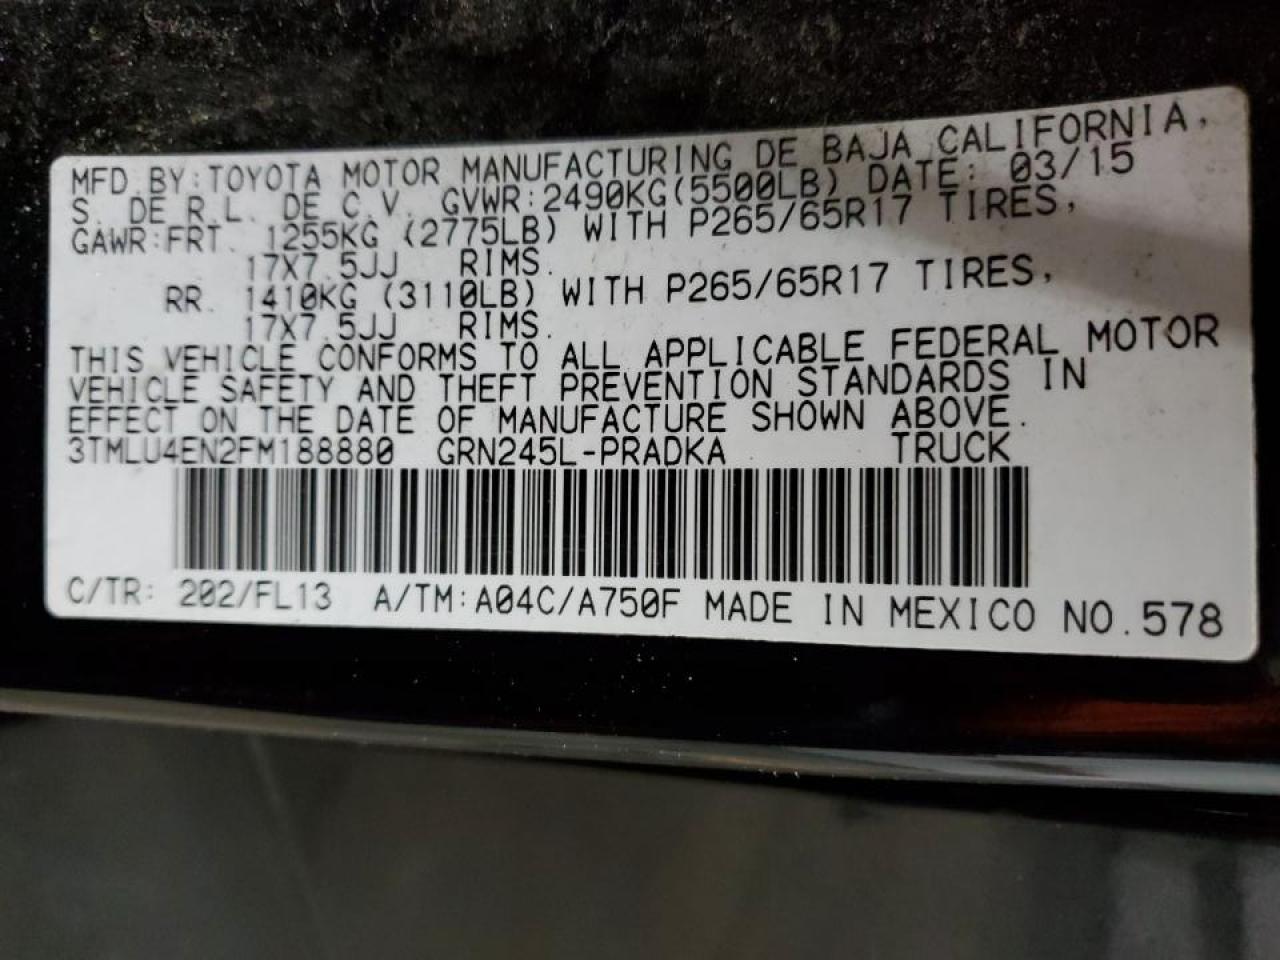 MFD.BY:TOYOTA MOTOR MANUFACTURING DE BAJA CALIFORNIA,
S. DE R.L. DE C.V. GVWR:2490KG(5500LB) DATE: 03/15
GAWR:FRT. 1255KG (2775LB) WITH P265/65R17 TIRES,
17X7.5JJ RIMS.
RR. 1410KG (3110LB) WITH P265/65R17 TIRES,
17X7.5JJ RIMS.
THIS VEHICLE CONFORMS TO ALL APPLICABLE FEDERAL MOTOR
VEHICLE SAFETY AND THEFT PREVENTION STANDARDS IN
EFFECT ON THE DATE OF MANUFACTURE SHOWN ABOVE.
3TMLU4EN2FM188880 GRN245L-PRADKA TRUCK
C/TR: 202/FL13 A/TM:A04C/A750F MADE IN MEXICO NO.578